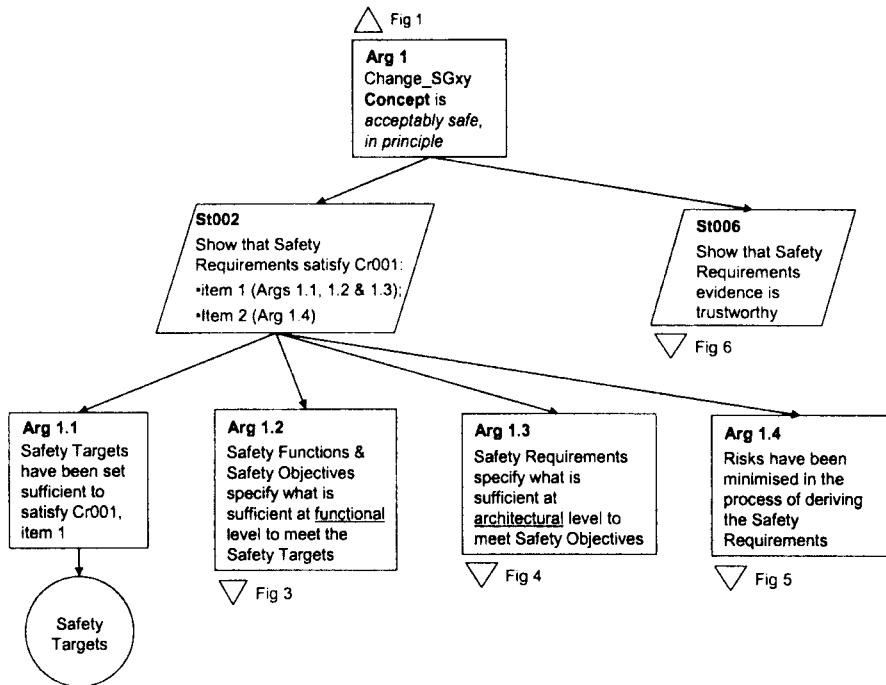 Fig 1
Arg 1
Change_SGxy
Concept is
acceptably safe,
in principle
St002
Show that Safety
Requirements satisfy Cr001:
•item 1 (Args 1.1, 1.2 & 1.3);
•Item 2 (Arg 1.4)
St006
Show that Safety
Requirements
evidence is
trustworthy
Fig 6
Arg 1.1
Safety Targets
have been set
sufficient to
satisfy Cr001,
item 1
Arg 1.2
Safety Functions &
Safety Objectives
specify what is
sufficient at functional
level to meet the
Safety Targets
Fig 3
Arg 1.3
Safety Requirements
specify what is
sufficient at
architectural level to
meet Safety Objectives
Fig 4
Arg 1.4
Risks have been
minimised in the
process of deriving
the Safety
Requirements
Fig 5
Safety
Targets